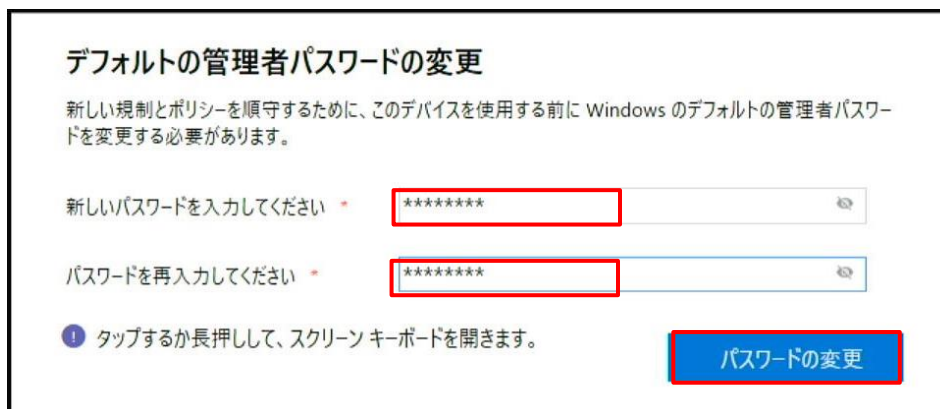 デフォルトの管理者パスワードの変更
新しい規制とポリシーを順守するために、このデバイスを使用する前に Windows のデフォルトの管理者パスワー
ドを変更する必要があります。
新しいパスワードを入力してください *
********
パスワードを再入力してください *
********
! タップするか長押しして、スクリーン キーボードを開きます。
パスワードの変更